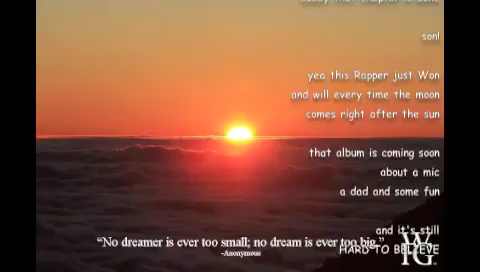 son!
yea this Rapper just Won
and will every time the moon
comes right after the sun
that album is coming soon
about a mic
a dad and some fun
and it's still
HARD TO BELIEVE
“No dreamer is ever too small; no dream is ever too big.”
-Anonymous